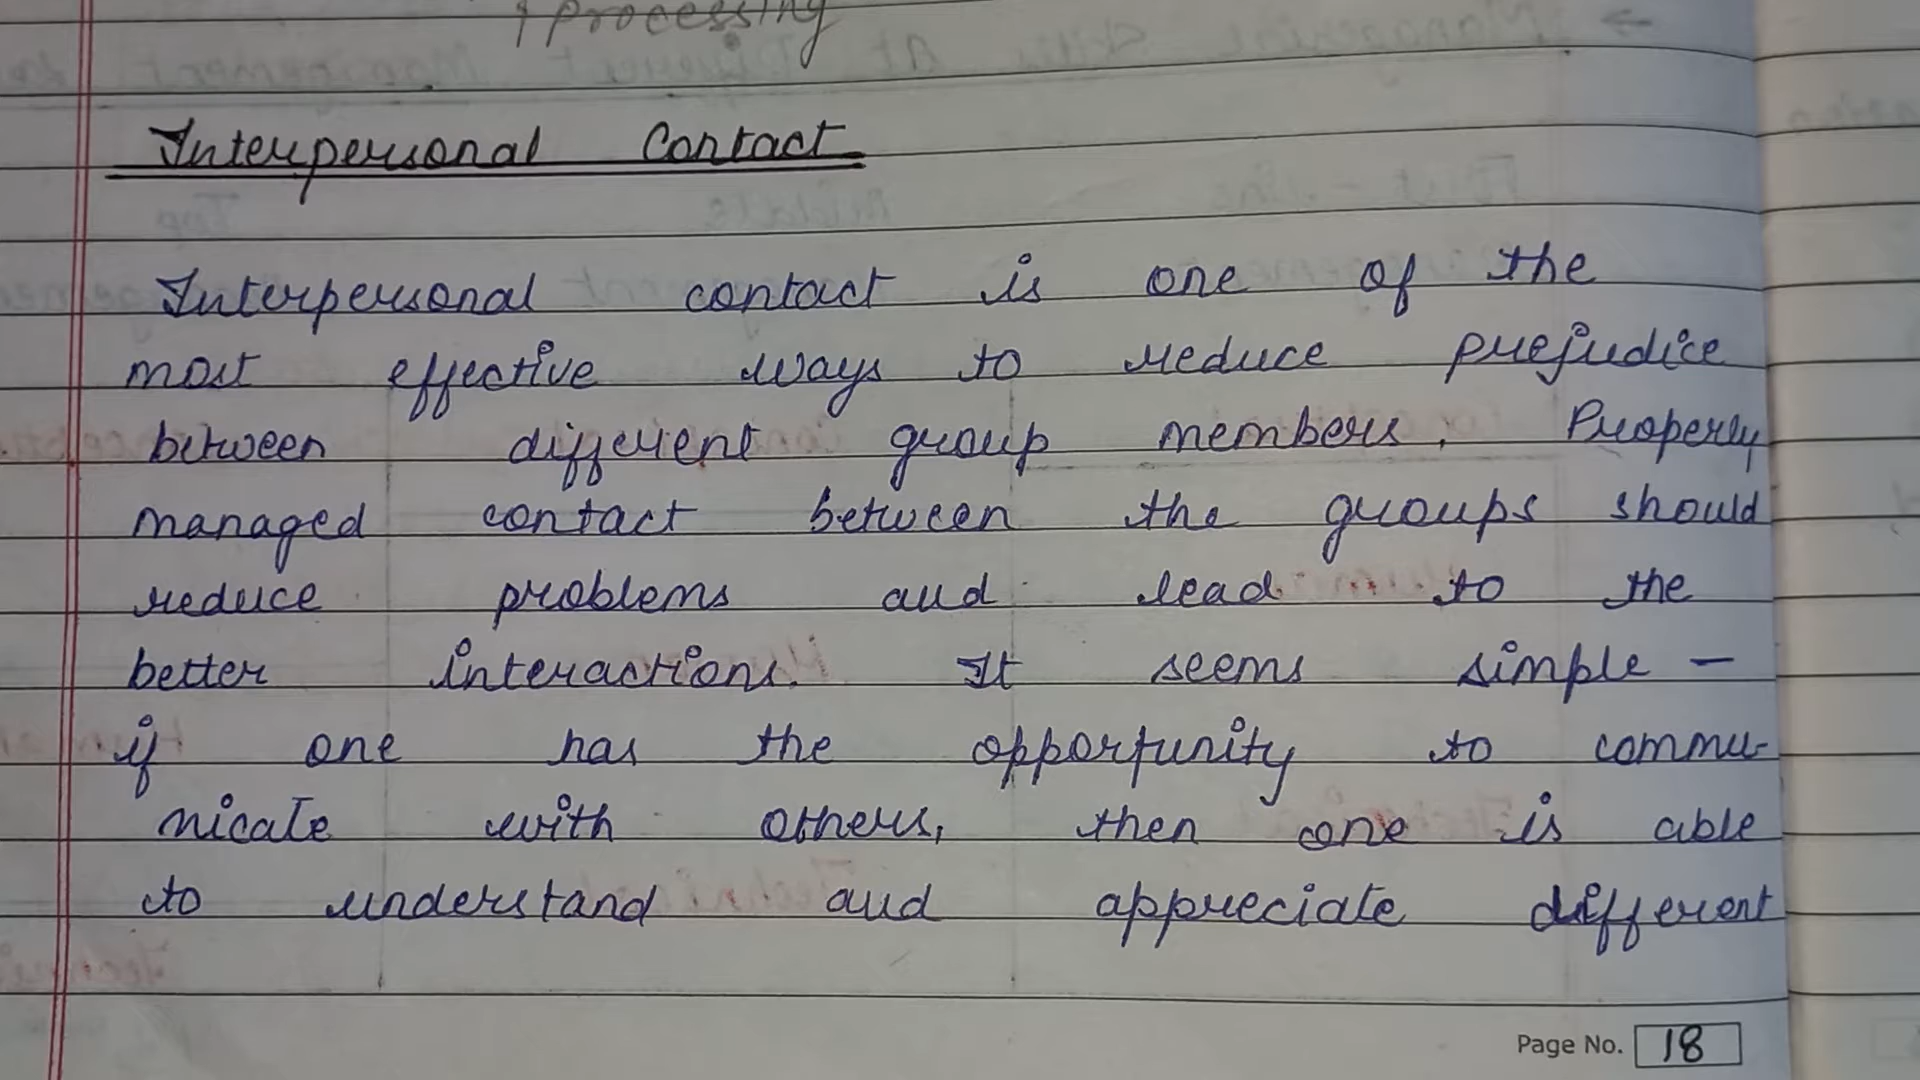 Processing
Interpersonal Contact
Interpersonal contact is one of the
most effective ways to reduce prejudice
between different group members. Properly
managed contact between the groups should
reduce problems and lead to the
better interactions. It seems simple -
if one has the opportunity to commu-
nicate with others, then one is able
to understand and appreciate different
Page No. 18